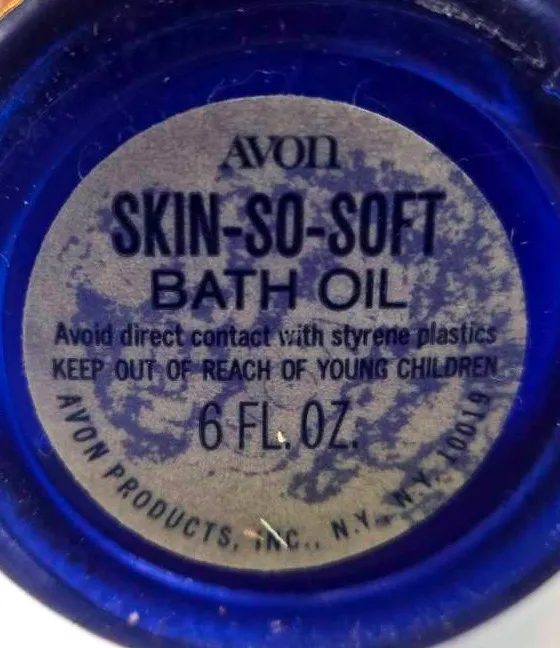 AVON
SKIN-SO-SOFT
BATH OIL
Avoid direct contact with styrene plastics
KEEP OUT OF REACH OF YOUNG CHILDREN
6 FL. OZ.
AVON PRODUCTS, INC., N.Y., N.Y. 10019